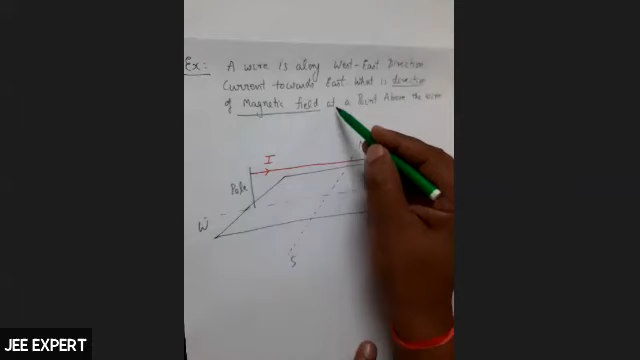 Ex: A wire is along West-East Direction
Current towards East. What is direction
of Magnetic field at a Point Above the wire
N
I
Pole
W
S
JEE EXPERT